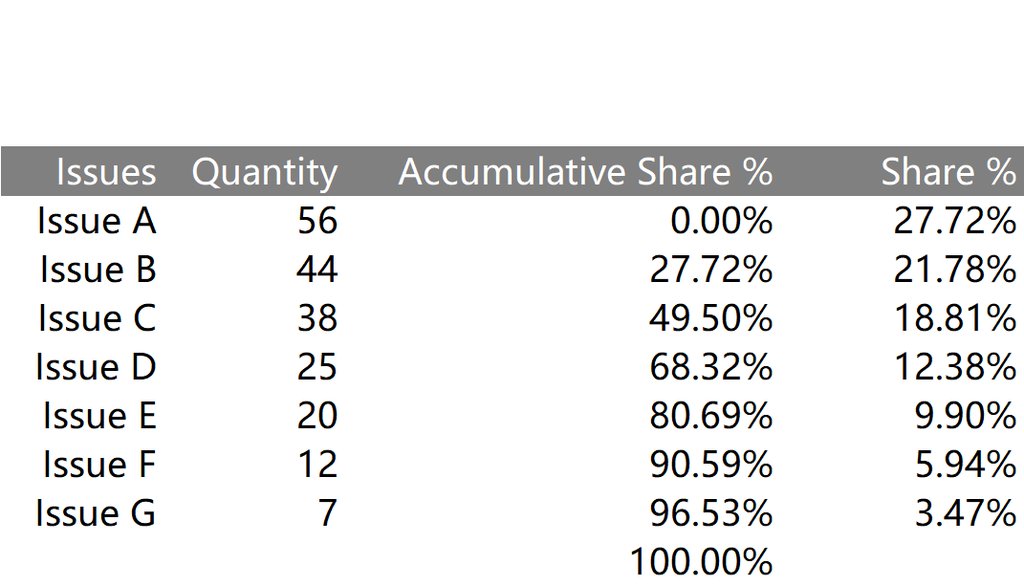 Issues Quantity Accumulative Share % Share %
Issue A 56 0.00% 27.72%
Issue B 44 27.72% 21.78%
Issue C 38 49.50% 18.81%
Issue D 25 68.32% 12.38%
Issue E 20 80.69% 9.90%
Issue F 12 90.59% 5.94%
Issue G 7 96.53% 3.47%
100.00%